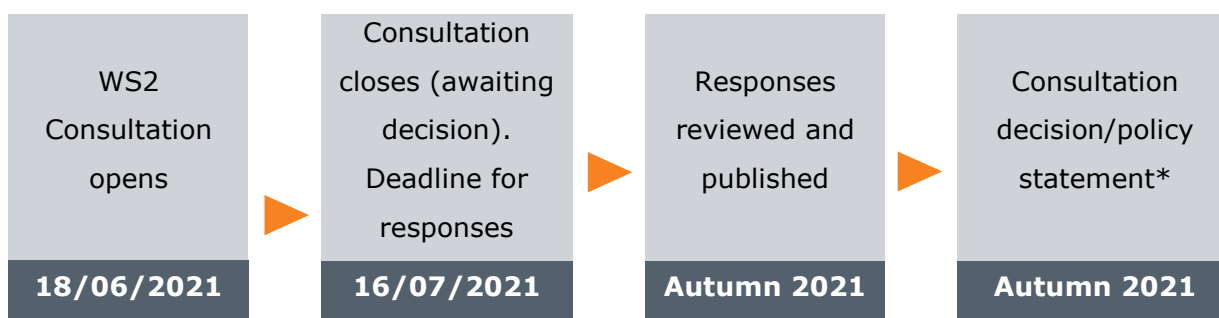 WS2
Consultation
opens
18/06/2021
Consultation
closes (awaiting
decision).
Deadline for
responses
16/07/2021
Responses
reviewed and
published
Autumn 2021
Consultation
decision/policy
statement*
Autumn 2021